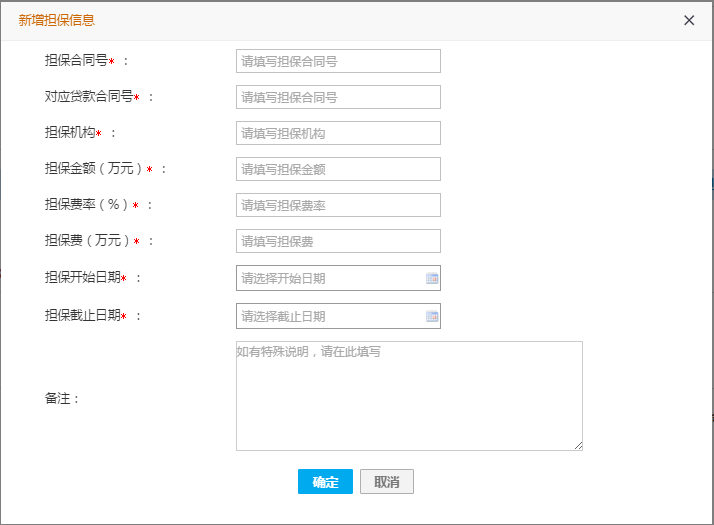 新增担保信息
担保合同号* ： 请填写担保合同号
对应贷款合同号* ： 请填写担保合同号
担保机构* ： 请填写担保机构
担保金额（万元）* ： 请填写担保金额
担保费率（%）* ： 请填写担保费率
担保费（万元）* ： 请填写担保费
担保开始日期* ： 请选择开始日期
担保截止日期* ： 请选择截止日期
备注： 如有特殊说明，请在此填写
确定 取消